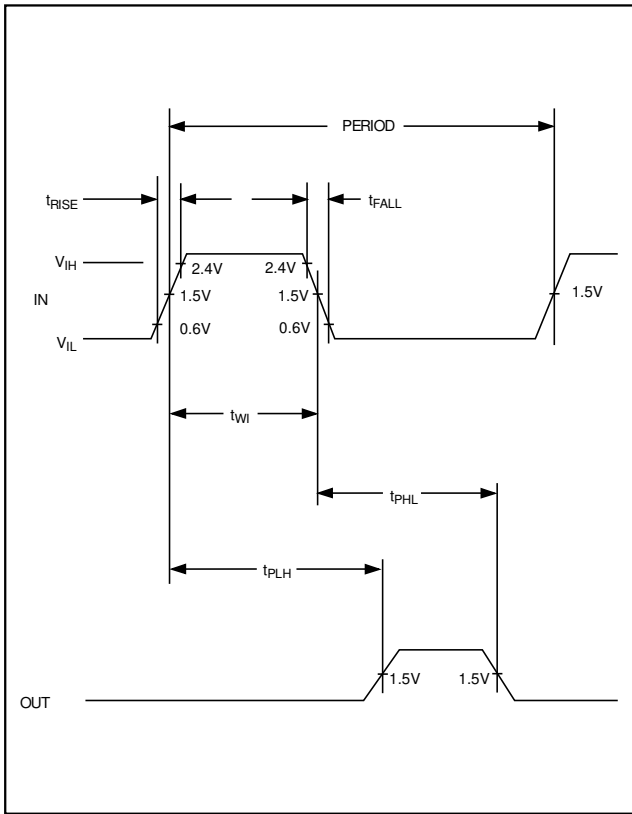 PERIOD
tRISE
tFALL
VIH
2.4V
2.4V
IN
1.5V
1.5V
1.5V
0.6V
0.6V
VIL
tWI
tPHL
tPLH
1.5V
1.5V
OUT